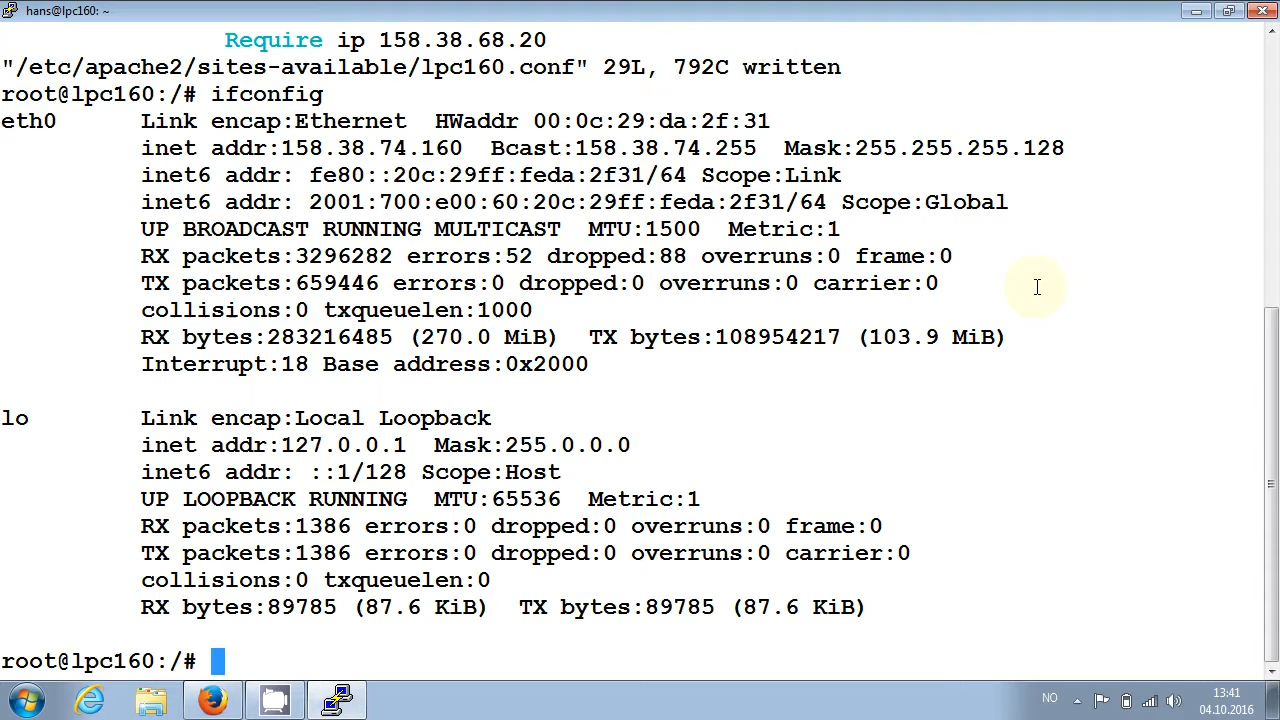 hans@lpc160: ~
Require ip 158.38.68.20
"/etc/apache2/sites-available/lpc160.conf" 29L, 792C written
root@lpc160:/# ifconfig
eth0 Link encap:Ethernet HWaddr 00:0c:29:da:2f:31
inet addr:158.38.74.160 Bcast:158.38.74.255 Mask:255.255.255.128
inet6 addr: fe80::20c:29ff:feda:2f31/64 Scope:Link
inet6 addr: 2001:700:e00:60:20c:29ff:feda:2f31/64 Scope:Global
UP BROADCAST RUNNING MULTICAST MTU:1500 Metric:1
RX packets:3296282 errors:52 dropped:88 overruns:0 frame:0
TX packets:659446 errors:0 dropped:0 overruns:0 carrier:0
collisions:0 txqueuelen:1000
RX bytes:283216485 (270.0 MiB) TX bytes:108954217 (103.9 MiB)
Interrupt:18 Base address:0x2000
lo Link encap:Local Loopback
inet addr:127.0.0.1 Mask:255.0.0.0
inet6 addr: ::1/128 Scope:Host
UP LOOPBACK RUNNING MTU:65536 Metric:1
RX packets:1386 errors:0 dropped:0 overruns:0 frame:0
TX packets:1386 errors:0 dropped:0 overruns:0 carrier:0
collisions:0 txqueuelen:0
RX bytes:89785 (87.6 KiB) TX bytes:89785 (87.6 KiB)
root@lpc160:/#
NO
13:41
04.10.2016